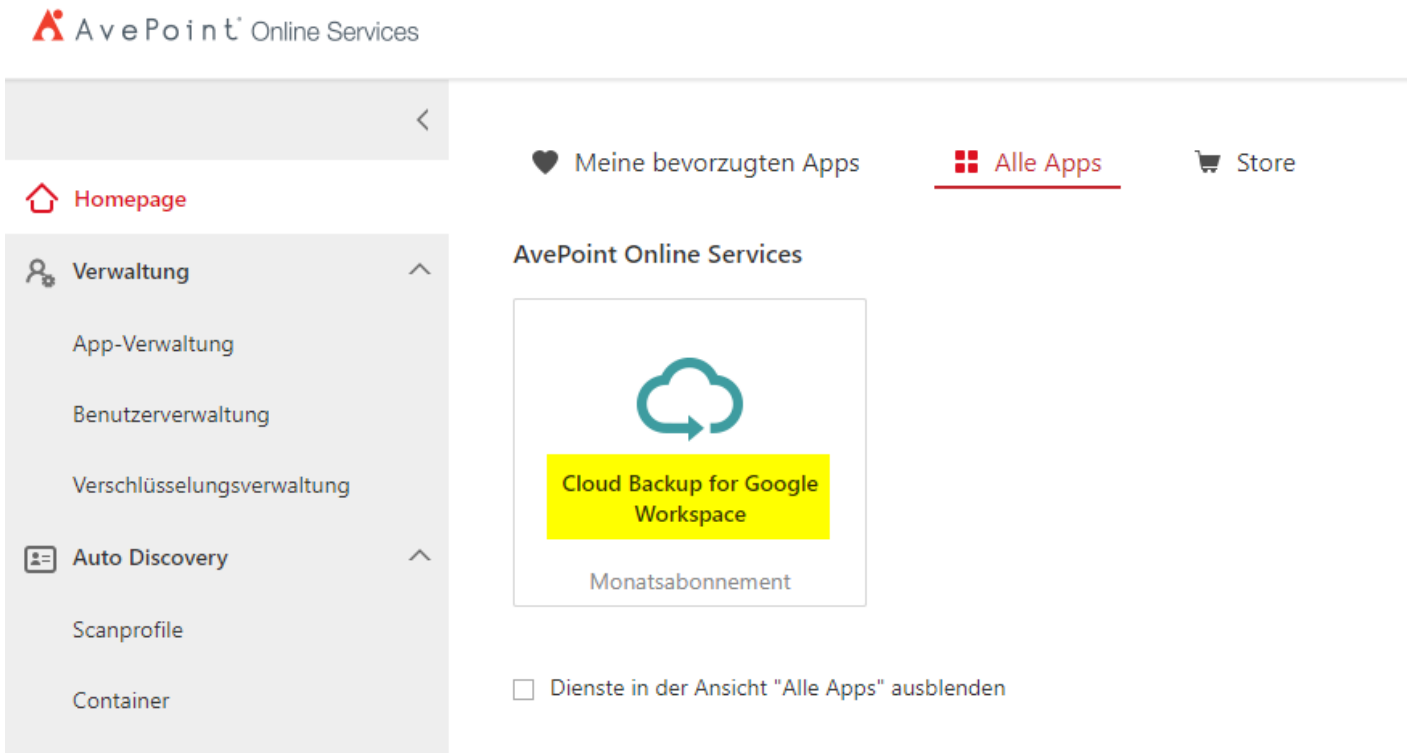 AvePoint Online Services
Meine bevorzugten Apps
Alle Apps
Store
Homepage
Verwaltung
App-Verwaltung
Benutzerverwaltung
Verschlüsselungsverwaltung
Auto Discovery
Scanprofile
Container
AvePoint Online Services
Cloud Backup for Google
Workspace
Monatsabonnement
Dienste in der Ansicht "Alle Apps" ausblenden